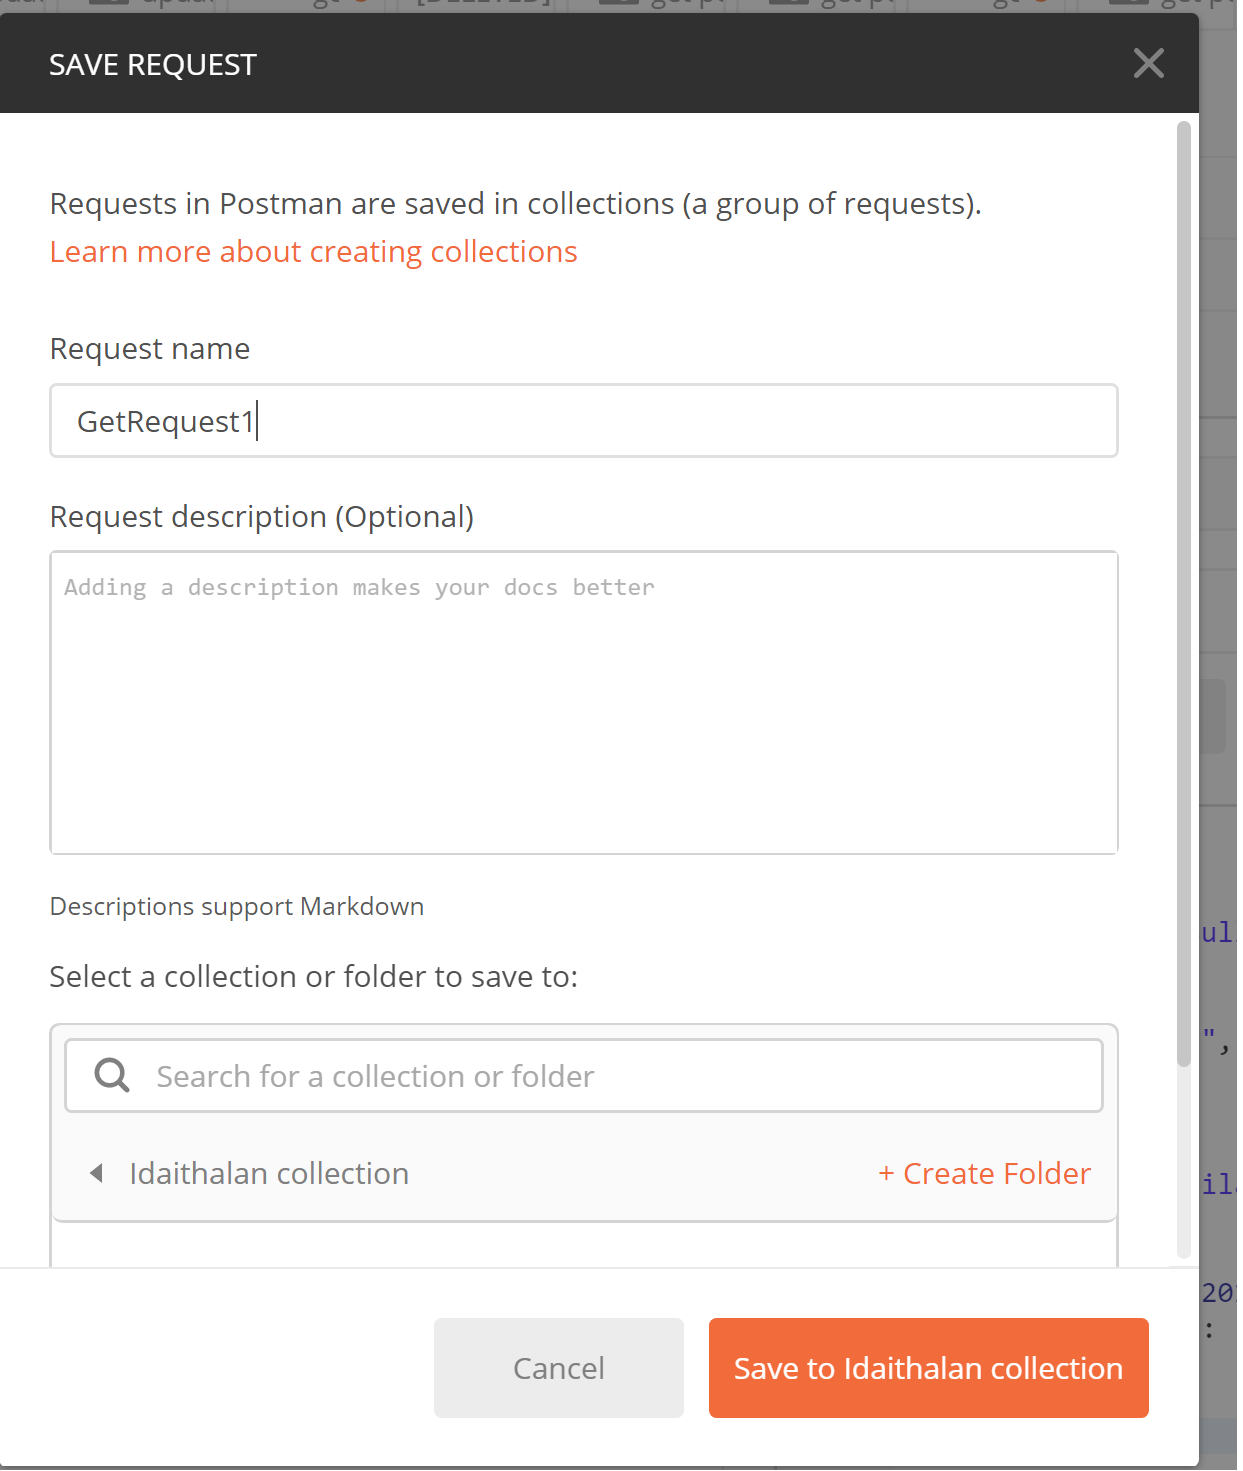 SAVE REQUEST
Requests in Postman are saved in collections (a group of requests).
Learn more about creating collections
Request name
GetRequest1
Request description (Optional)
Adding a description makes your docs better
Descriptions support Markdown
Select a collection or folder to save to:
Search for a collection or folder
Idaithalan collection
+ Create Folder
Cancel
Save to Idaithalan collection